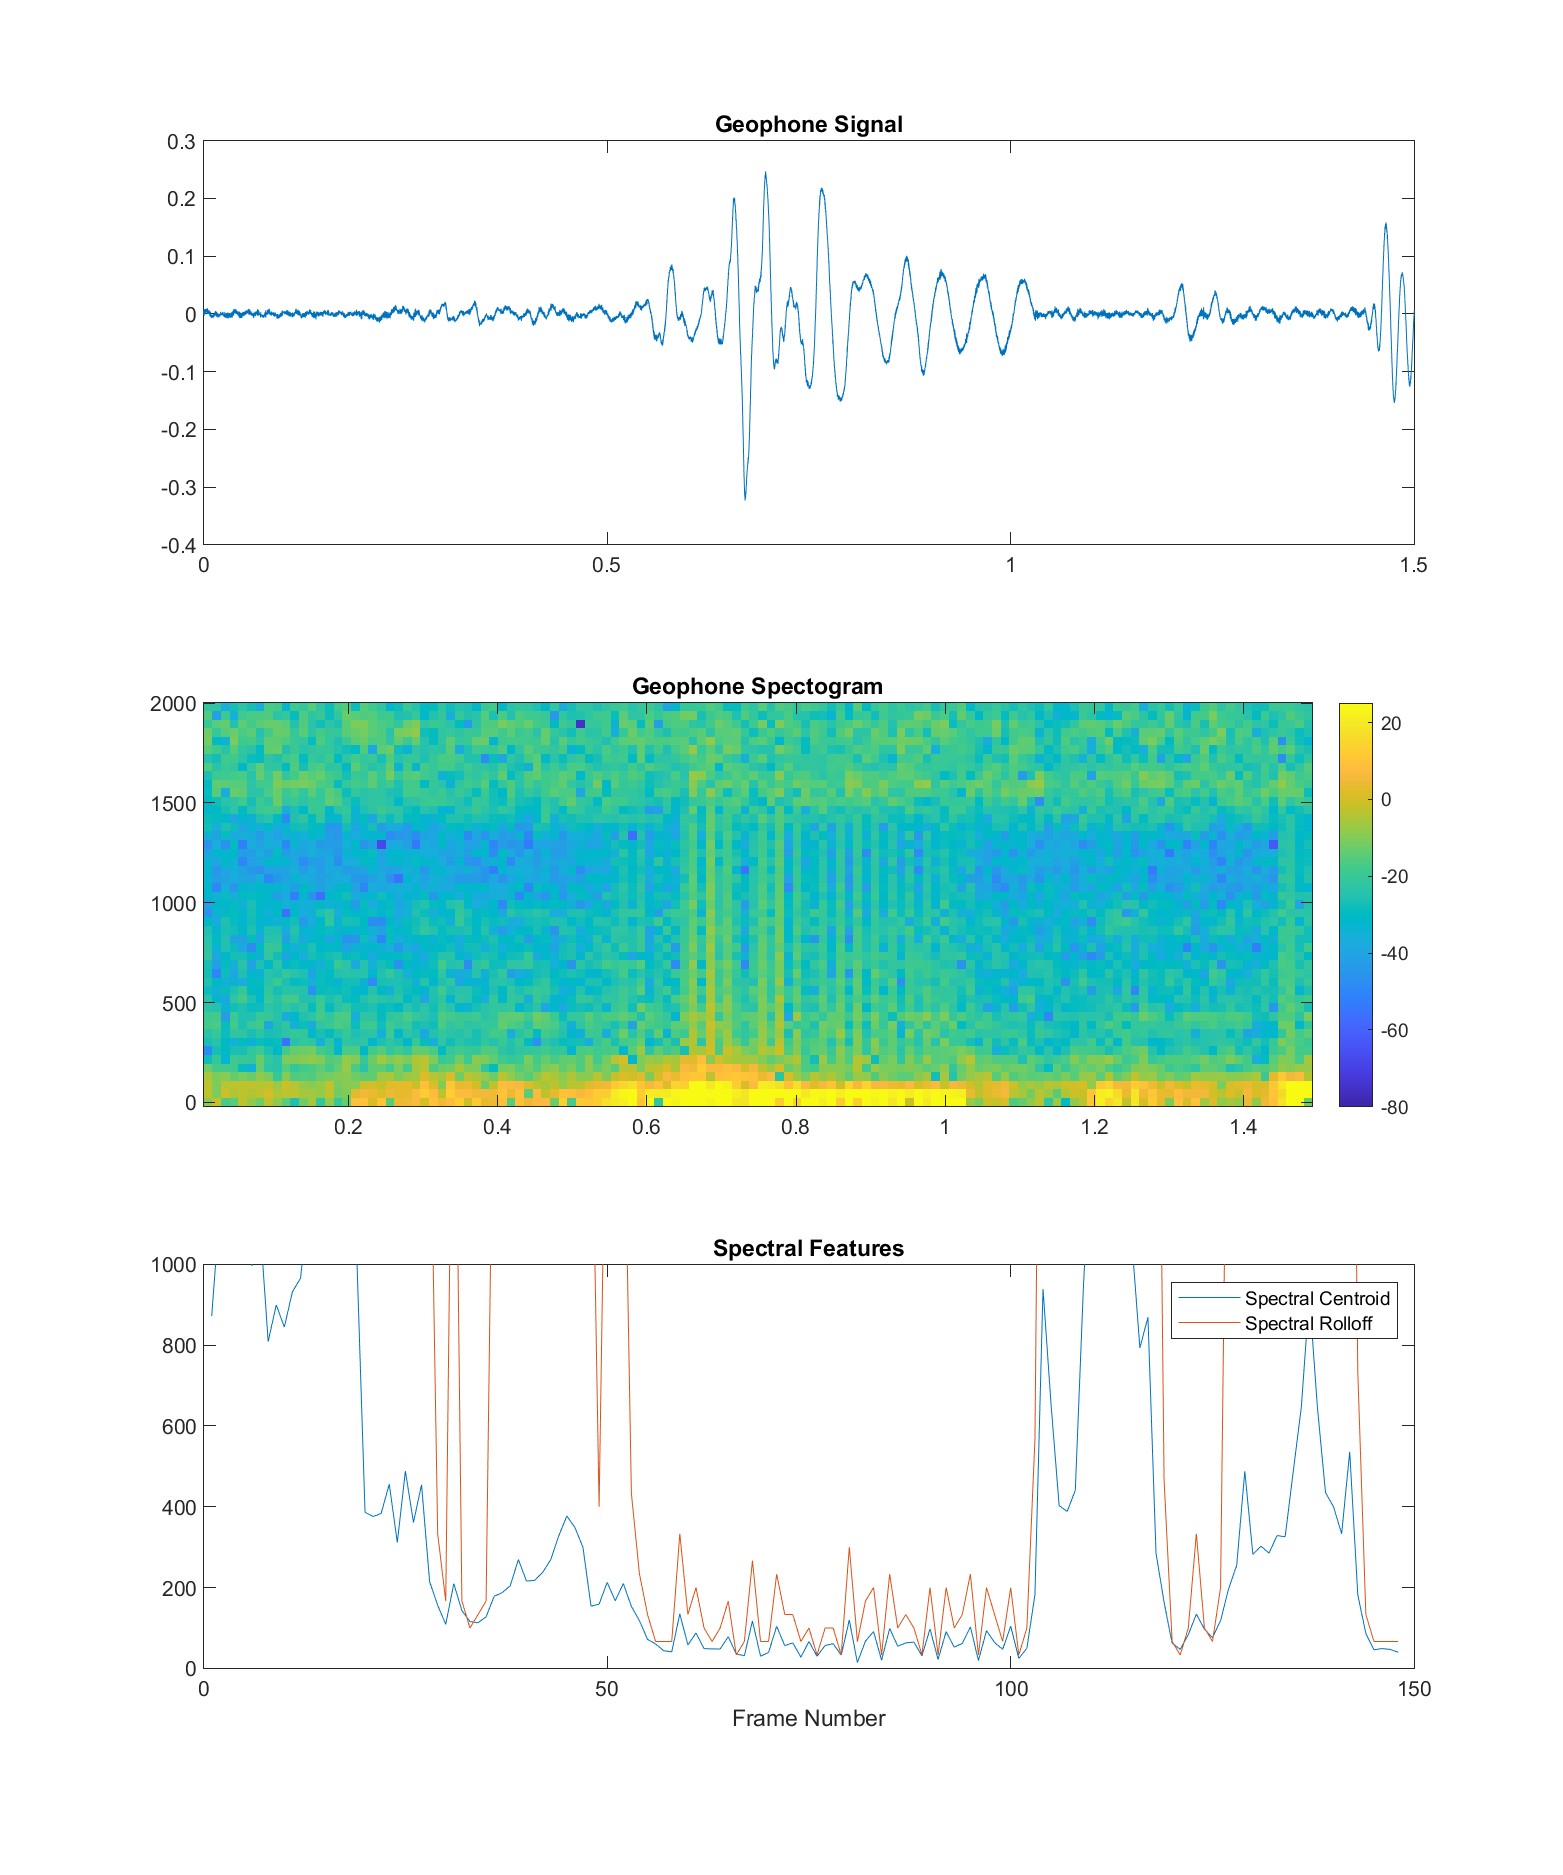 Geophone Signal
0.3
0.2
0.1
0
-0.1
-0.2
-0.3
-0.4
0 0.5 1 1.5
Geophone Spectogram
2000
1500
1000
500
0
0.2 0.4 0.6 0.8 1 1.2 1.4
20
0
-20
-40
-60
-80
Spectral Features
1000
800
600
400
200
0
0 50 100 150
Frame Number
Spectral Centroid
Spectral Rolloff